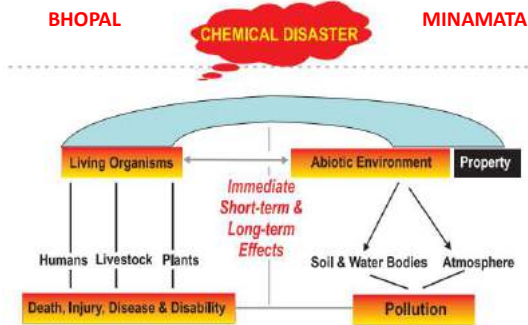 BHOPAL
CHEMICAL DISASTER
MINAMATA
Living Organisms
Abiotic Environment
Property
Immediate
Short-term &
Long-term
Effects
Humans
Livestock
Plants
Soil & Water Bodies
Atmosphere
Death, Injury, Disease & Disability
Pollution